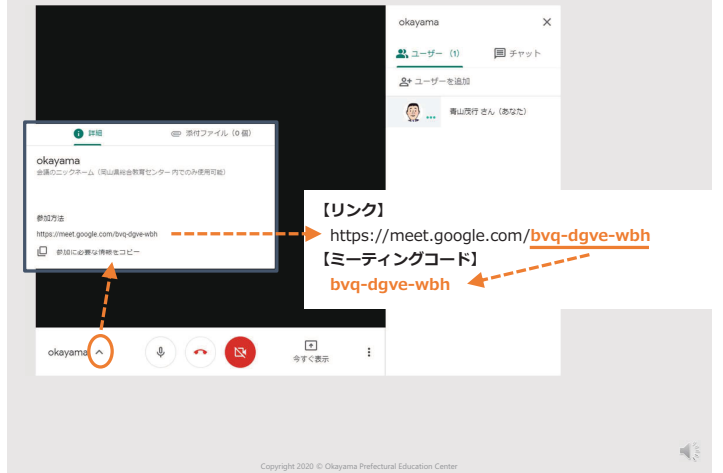 okayama
ユーザー (1)
チャット
ユーザーを追加
青山茂行 さん（あなた）
詳細
添付ファイル（0 個）
okayama
会議のニックネーム（岡山県総合教育センター 内でのみ使用可能）
参加方法
https://meet.google.com/bvq-dgve-wbh
参加に必要な情報をコピー
【リンク】
https://meet.google.com/bvq-dgve-wbh
【ミーティングコード】
bvq-dgve-wbh
okayama
今すぐ表示
Copyright 2020 © Okayama Prefectural Education Center